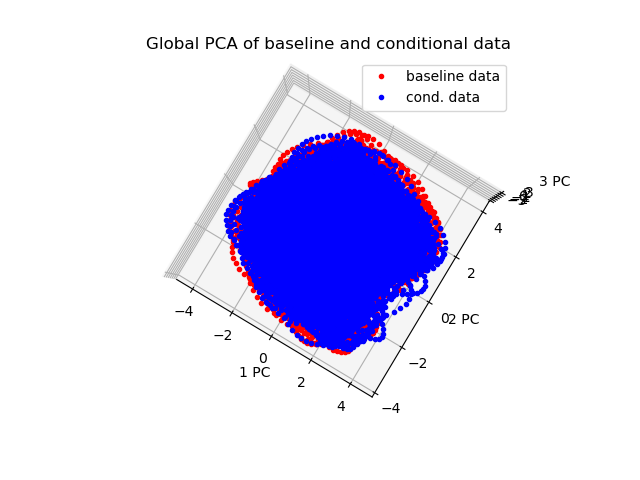 Global PCA of baseline and conditional data
baseline data
cond. data
3 PC
4
2
0
2 PC
−2
−4
−4
−2
0
1 PC
2
4